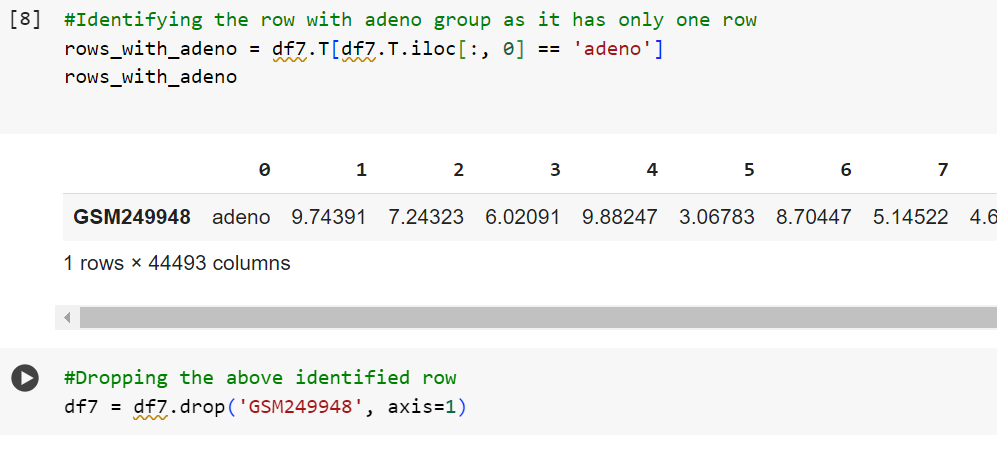 [8] #Identifying the row with adeno group as it has only one row
rows_with_adeno = df7.T[df7.T.iloc[:, 0] == 'adeno']
rows_with_adeno
0 1 2 3 4 5 6 7
GSM249948 adeno 9.74391 7.24323 6.02091 9.88247 3.06783 8.70447 5.14522 4.6
1 rows × 44493 columns
#Dropping the above identified row
df7 = df7.drop('GSM249948', axis=1)